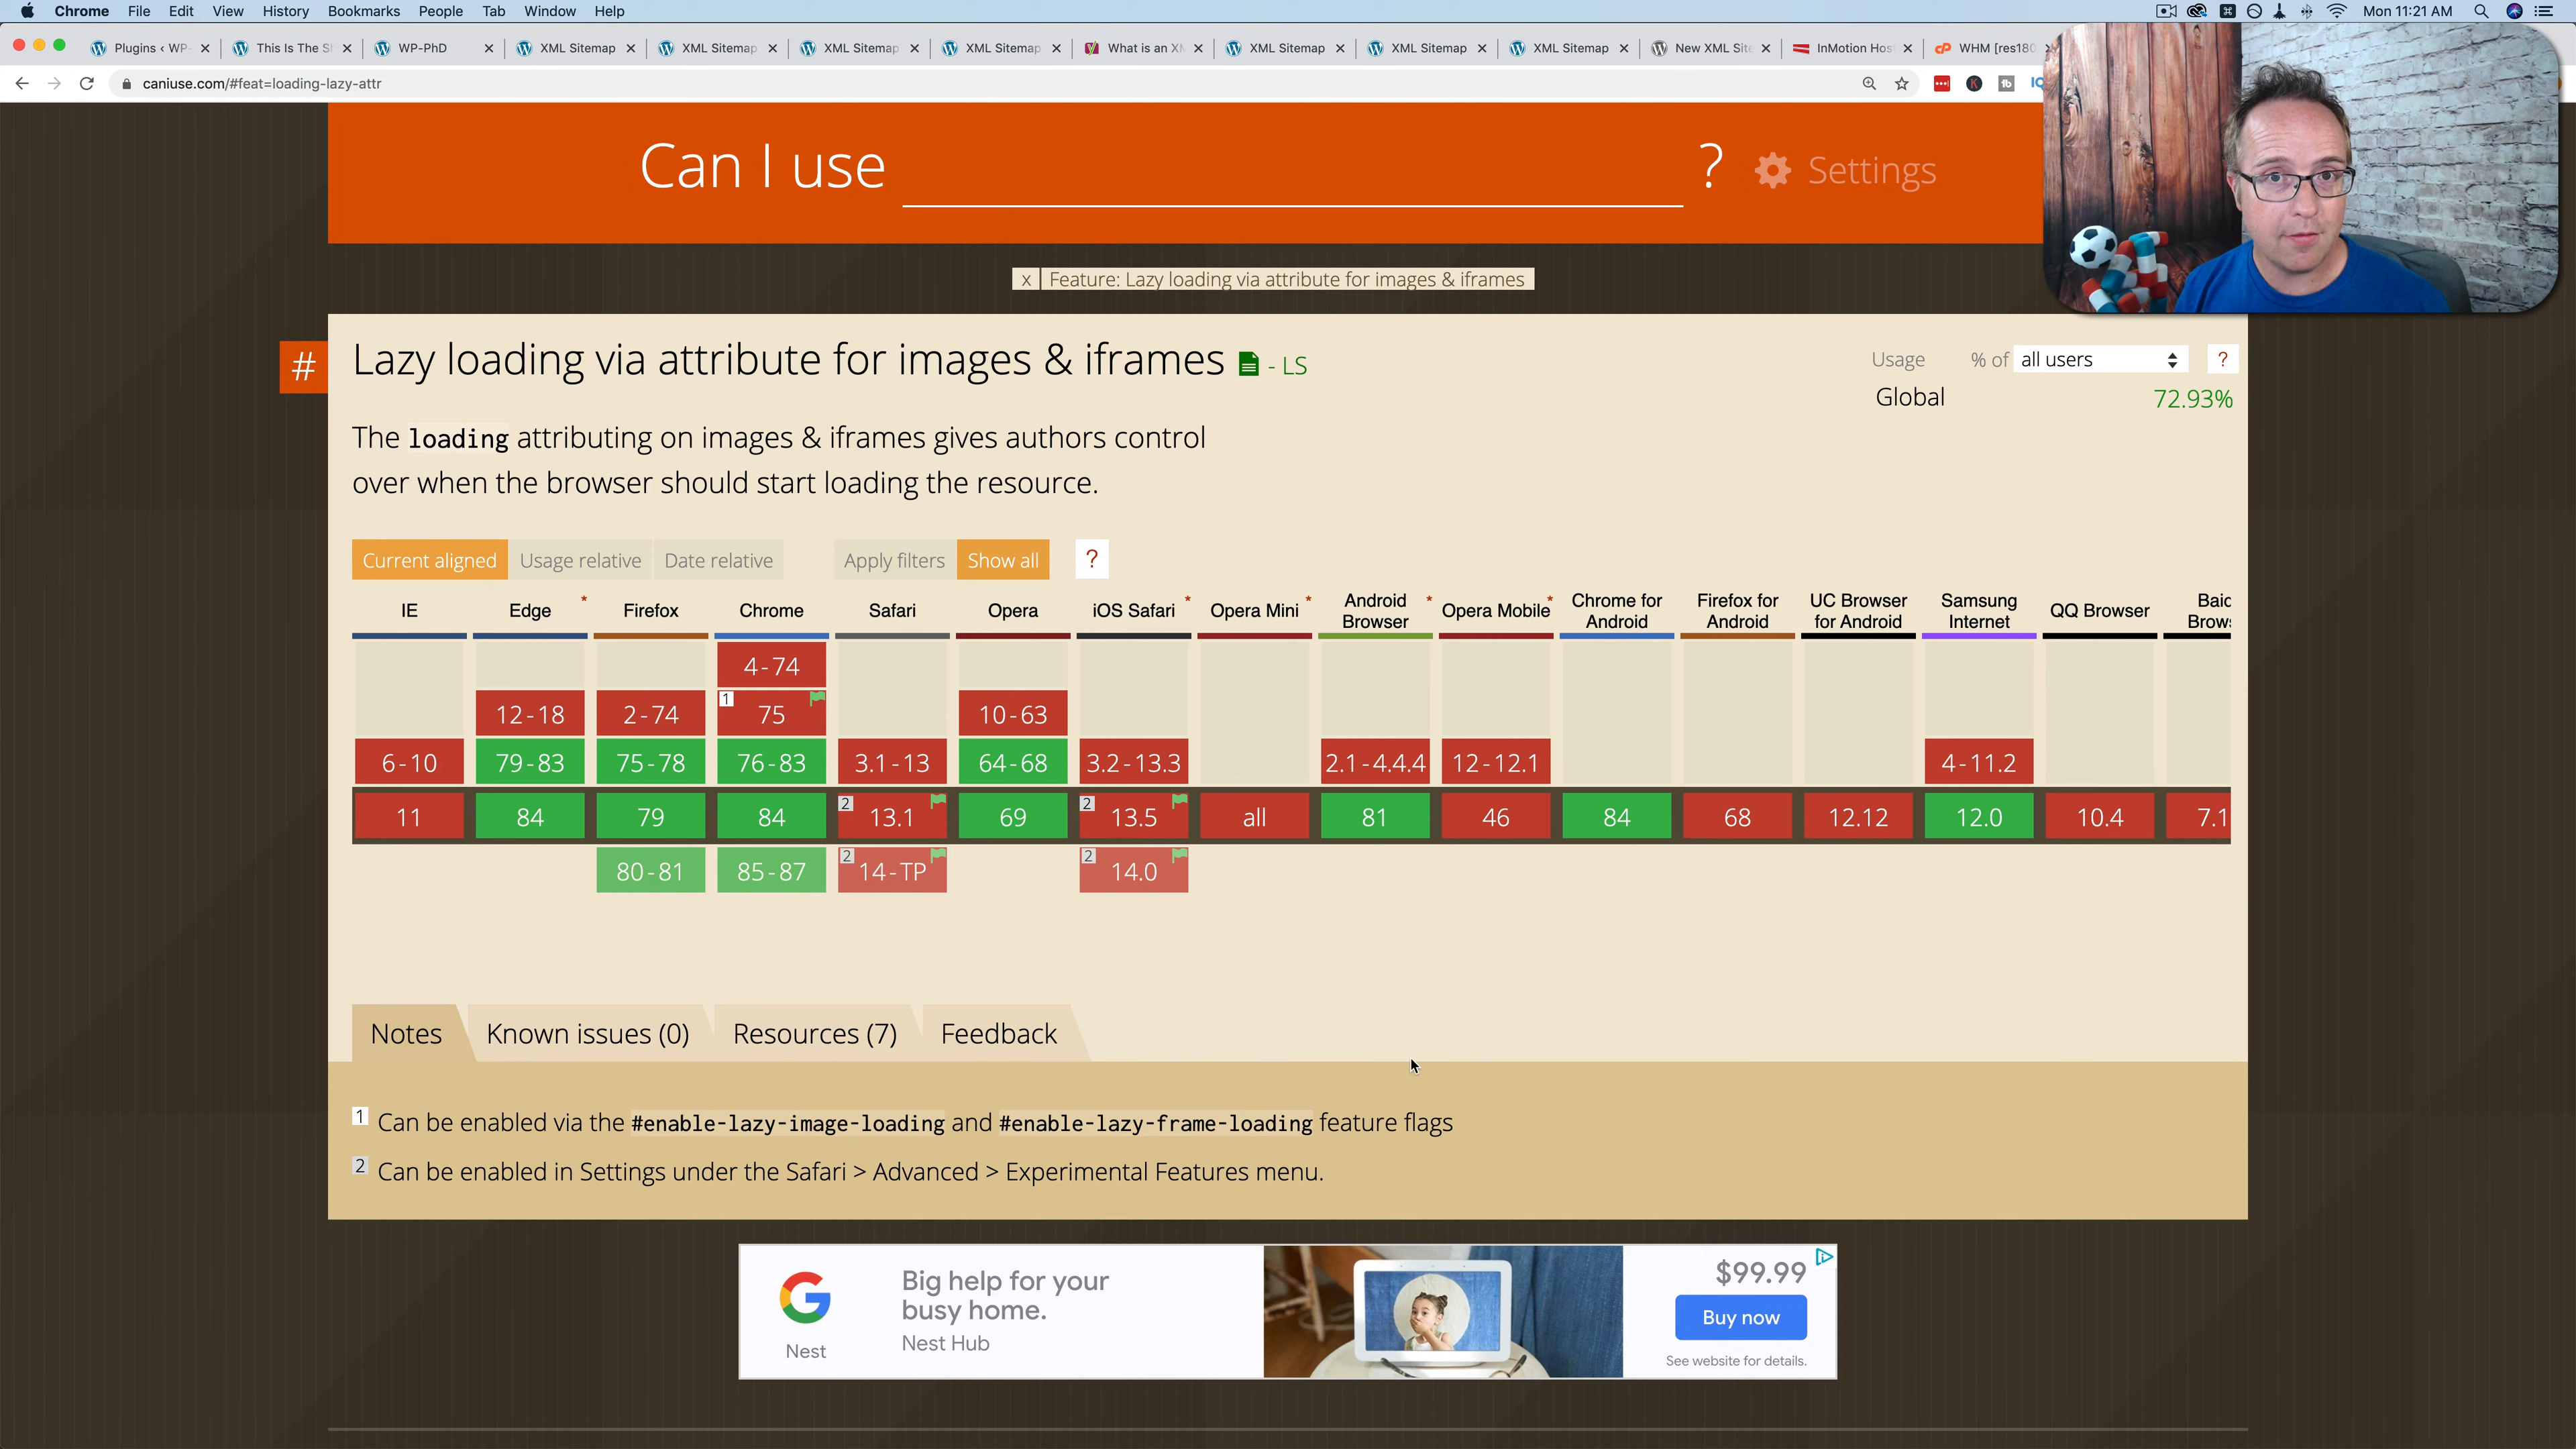 Chrome File Edit View History Bookmarks People Tab Window Help Mon 11:21 AM
Plugins ‹ WP- This Is The S WP-PhD XML Sitemap XML Sitemap XML Sitemap XML Sitemap What is an XM XML Sitemap XML Sitemap XML Sitemap New XML Site InMotion Hos WHM [res180
caniuse.com/#feat=loading-lazy-attr
Can I use ? Settings
x Feature: Lazy loading via attribute for images & iframes
# Lazy loading via attribute for images & iframes - LS
Usage % of all users ?
Global 72.93%
The loading attributing on images & iframes gives authors control
over when the browser should start loading the resource.
Current aligned Usage relative Date relative Apply filters Show all ?
IE Edge * Firefox Chrome Safari Opera iOS Safari * Opera Mini * Android Browser * Opera Mobile * Chrome for Android Firefox for Android UC Browser for Android Samsung Internet QQ Browser Baid Brows
4-74
12-18 2-74 1 75 10-63
6-10 79-83 75-78 76-83 3.1-13 64-68 3.2-13.3 2.1-4.4.4 12-12.1 4-11.2
11 84 79 84 2 13.1 69 2 13.5 all 81 46 84 68 12.12 12.0 10.4 7.1
80-81 85-87 2 14-TP 2 14.0
Notes Known issues (0) Resources (7) Feedback
1 Can be enabled via the #enable-lazy-image-loading and #enable-lazy-frame-loading feature flags
2 Can be enabled in Settings under the Safari > Advanced > Experimental Features menu.
Big help for your
busy home.
Nest Hub
Nest
$99.99
Buy now
See website for details.